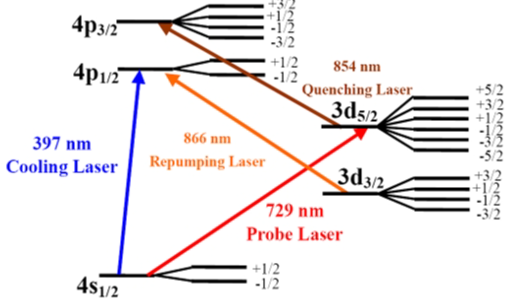 4p3/2
+3/2
+1/2
-1/2
-3/2
4p1/2
+1/2
-1/2
854 nm
Quenching Laser
3d5/2
+5/2
+3/2
+1/2
-1/2
-3/2
-5/2
397 nm
Cooling Laser
866 nm
Repumping Laser
3d3/2
+3/2
+1/2
-1/2
-3/2
729 nm
Probe Laser
4s1/2
+1/2
-1/2